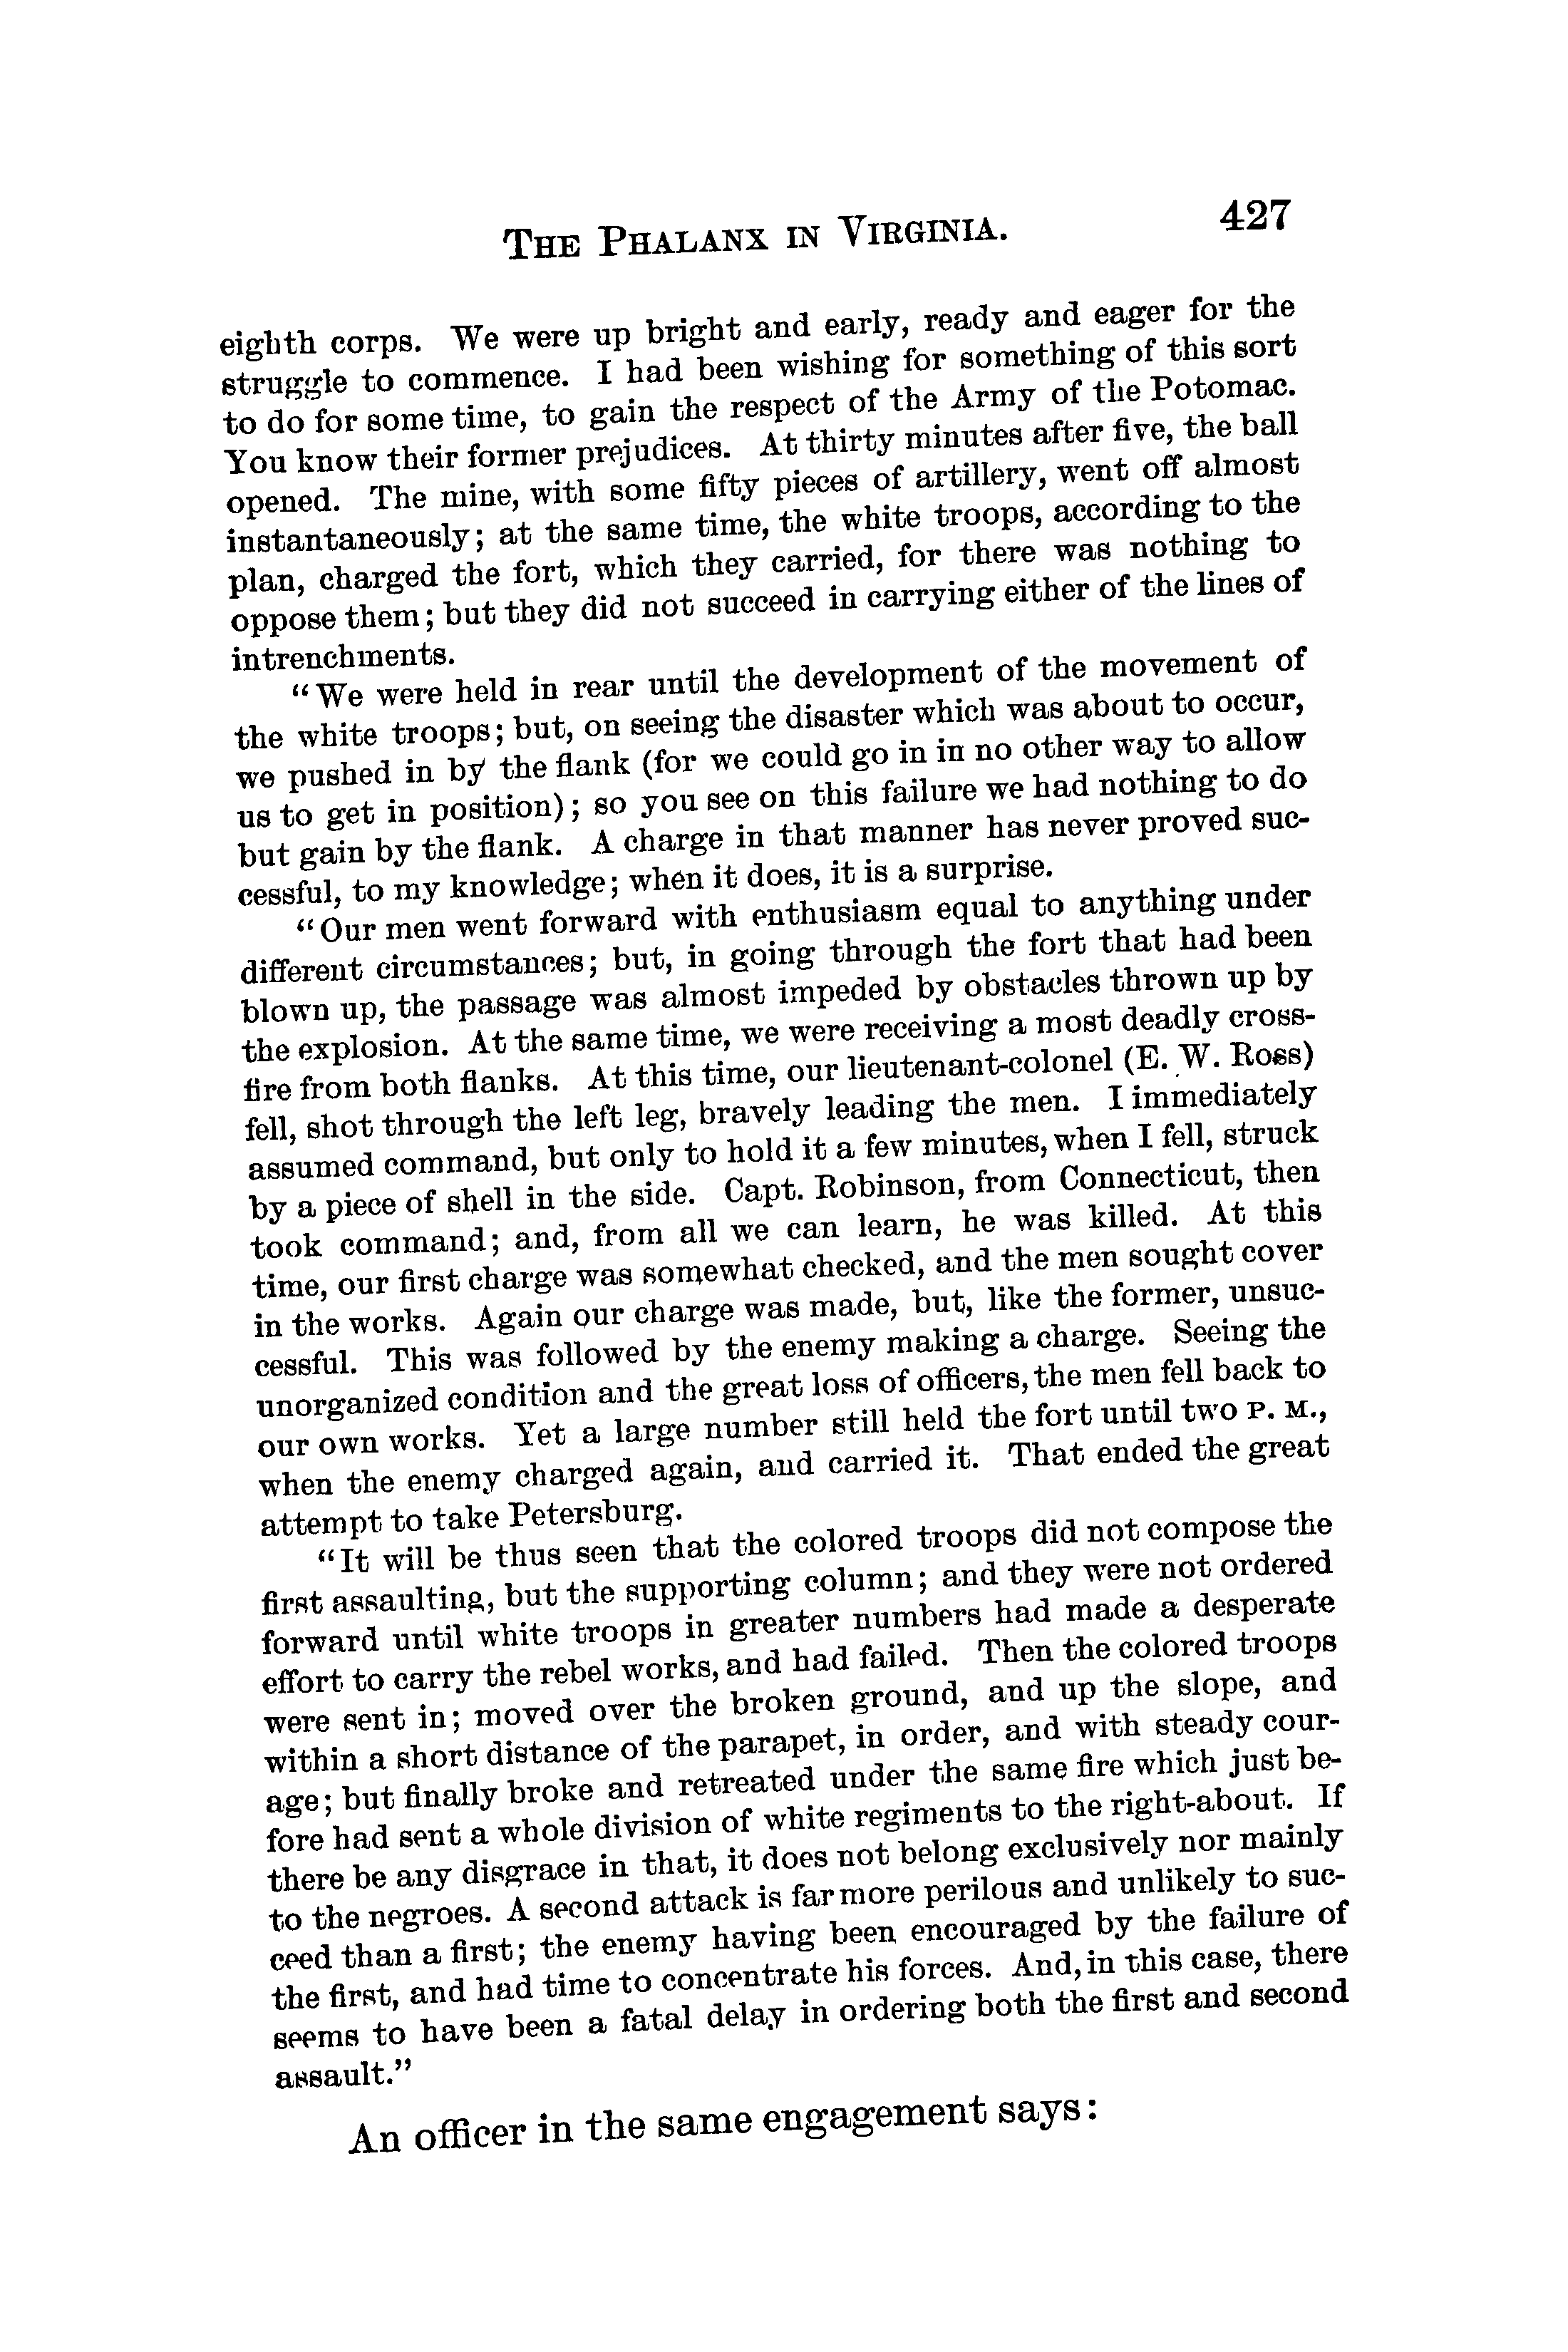 THE PHALANX IN VIRGINIA. 427
eighth corps. We were up bright and early, ready and eager for the
struggle to commence. I had been wishing for something of this sort
to do for some time, to gain the respect of the Army of the Potomac.
You know their former prejudices. At thirty minutes after five, the ball
opened. The mine, with some fifty pieces of artillery, went off almost
instantaneously; at the same time, the white troops, according to the
plan, charged the fort, which they carried, for there was nothing to
oppose them; but they did not succeed in carrying either of the lines of
intrenchments.
"We were held in rear until the development of the movement of
the white troops; but, on seeing the disaster which was about to occur,
we pushed in by the flank (for we could go in in no other way to allow
us to get in position); so you see on this failure we had nothing to do
but gain by the flank. A charge in that manner has never proved suc-
cessful, to my knowledge; when it does, it is a surprise.
"Our men went forward with enthusiasm equal to anything under
different circumstances; but, in going through the fort that had been
blown up, the passage was almost impeded by obstacles thrown up by
the explosion. At the same time, we were receiving a most deadly cross-
fire from both flanks. At this time, our lieutenant-colonel (E. W. Ross)
fell, shot through the left leg, bravely leading the men. I immediately
assumed command, but only to hold it a few minutes, when I fell, struck
by a piece of shell in the side. Capt. Robinson, from Connecticut, then
took command; and, from all we can learn, he was killed. At this
time, our first charge was somewhat checked, and the men sought cover
in the works. Again our charge was made, but, like the former, unsuc-
cessful. This was followed by the enemy making a charge. Seeing the
unorganized condition and the great loss of officers, the men fell back to
our own works. Yet a large number still held the fort until two P. M.,
when the enemy charged again, and carried it. That ended the great
attempt to take Petersburg.
"It will be thus seen that the colored troops did not compose the
first assaulting, but the supporting column; and they were not ordered
forward until white troops in greater numbers had made a desperate
effort to carry the rebel works, and had failed. Then the colored troops
were sent in; moved over the broken ground, and up the slope, and
within a short distance of the parapet, in order, and with steady cour-
age; but finally broke and retreated under the same fire which just be-
fore had sent a whole division of white regiments to the right-about. If
there be any disgrace in that, it does not belong exclusively nor mainly
to the negroes. A second attack is far more perilous and unlikely to suc-
ceed than a first; the enemy having been encouraged by the failure of
the first, and had time to concentrate his forces. And, in this case, there
seems to have been a fatal delay in ordering both the first and second
assault."
An officer in the same engagement says: